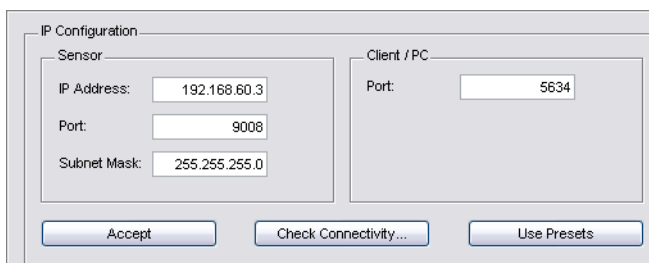 IP Configuration
Sensor
IP Address: 192.168.60.3
Port: 9008
Subnet Mask: 255.255.255.0
Client / PC
Port: 5634
Accept
Check Connectivity...
Use Presets